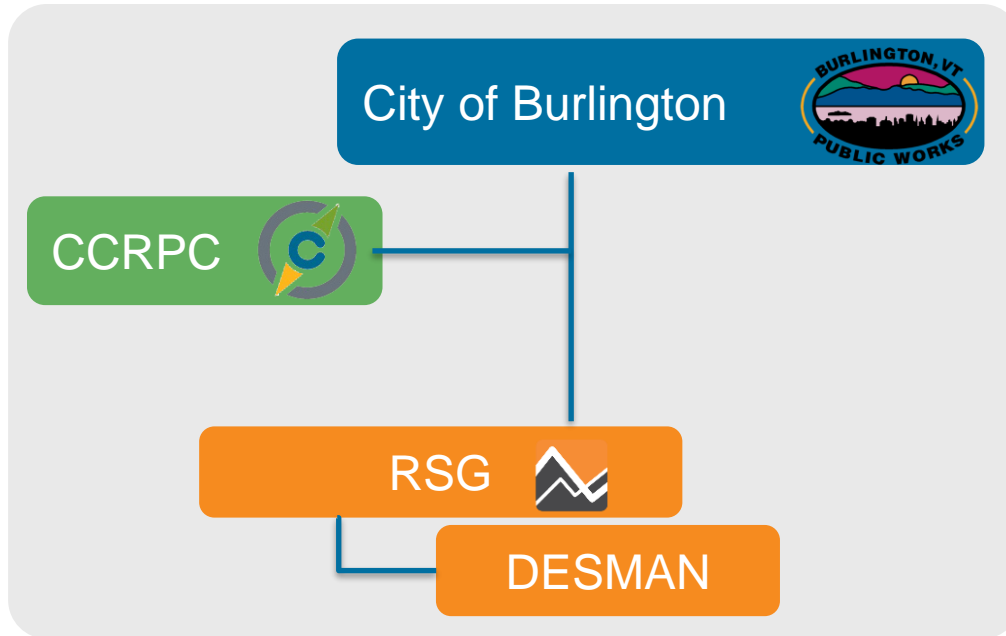 City of Burlington
BURLINGTON, VT
PUBLIC WORKS
CCRPC
C
RSG
DESMAN